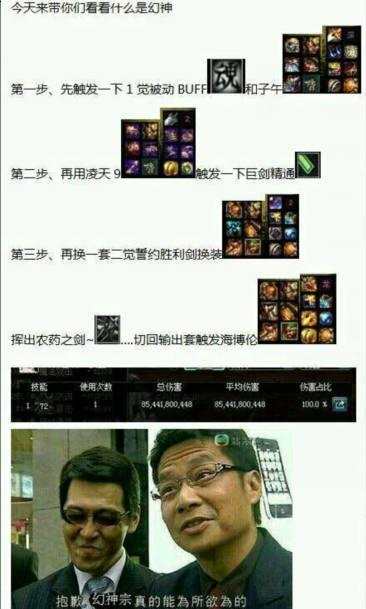 今天来带你们看看什么是幻神
第一步、先触发一下 1 觉被动 BUFF 魂 和子午
第二步、再用凌天 9 触发一下巨剑精通
第三步、再换一套二觉誓约胜利剑换装
挥出农药之剑~ ....切回输出套触发海博伦
技能 使用次数 总伤害 平均伤害 伤害占比
1 72- 1 85,441,800,448 85,441,800,448 100.0 %
抱歉 幻神宗 真的能為所欲為的